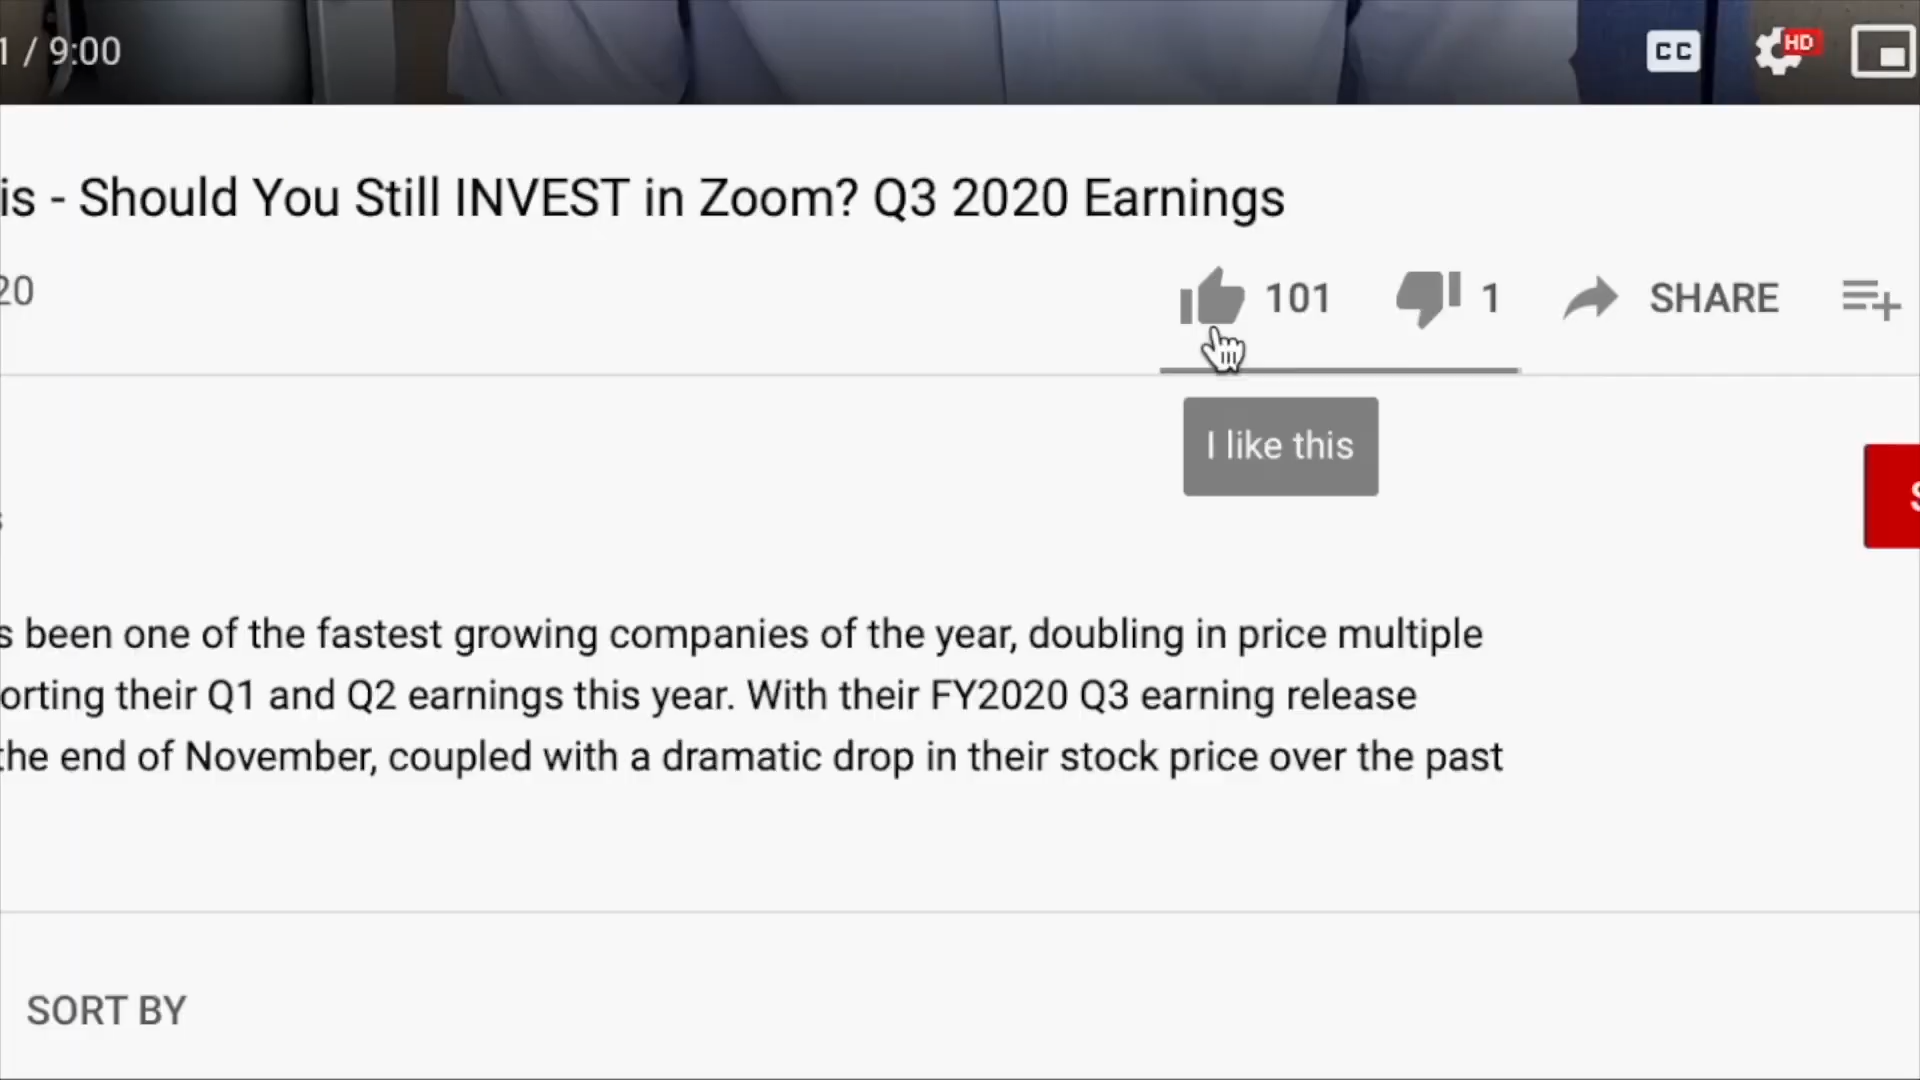 1 / 9:00
CC
HD
is - Should You Still INVEST in Zoom? Q3 2020 Earnings
20
101
1
SHARE
I like this
S
s
s been one of the fastest growing companies of the year, doubling in price multiple
orting their Q1 and Q2 earnings this year. With their FY2020 Q3 earning release
the end of November, coupled with a dramatic drop in their stock price over the past
SORT BY